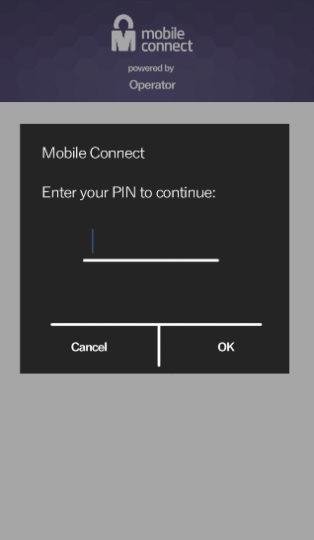 mobile
connect
powered by
Operator
Mobile Connect
Enter your PIN to continue:
Cancel
OK